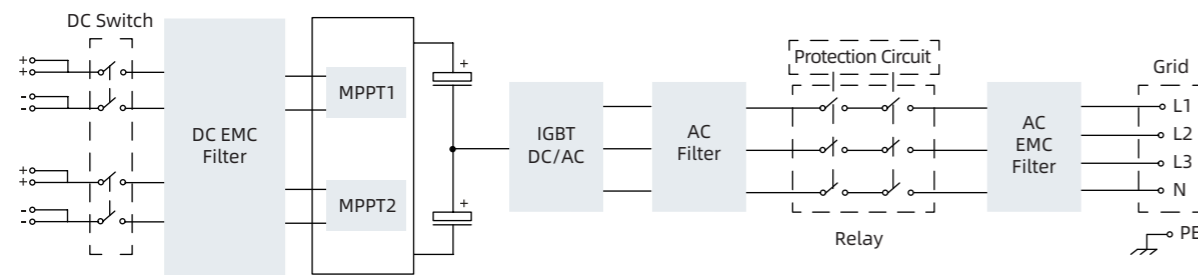 DC Switch
+
+
-
-
+
+
-
-
DC EMC
Filter
MPPT1
MPPT2
+
+
IGBT
DC/AC
AC
Filter
Protection Circuit
Relay
AC
EMC
Filter
Grid
L1
L2
L3
N
PE